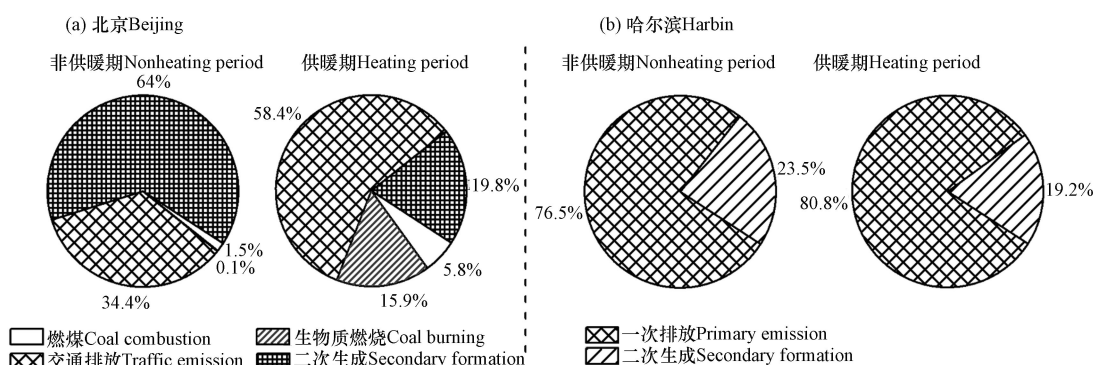 (a) 北京Beijing
非供暖期Nonheating period
供暖期Heating period
64%
1.5%
0.1%
34.4%
58.4%
19.8%
5.8%
15.9%
燃煤Coal combustion
生物质燃烧Coal burning
交通排放Traffic emission
二次生成Secondary formation
(b) 哈尔滨Harbin
非供暖期Nonheating period
供暖期Heating period
23.5%
76.5%
19.2%
80.8%
一次排放Primary emission
二次生成Secondary formation